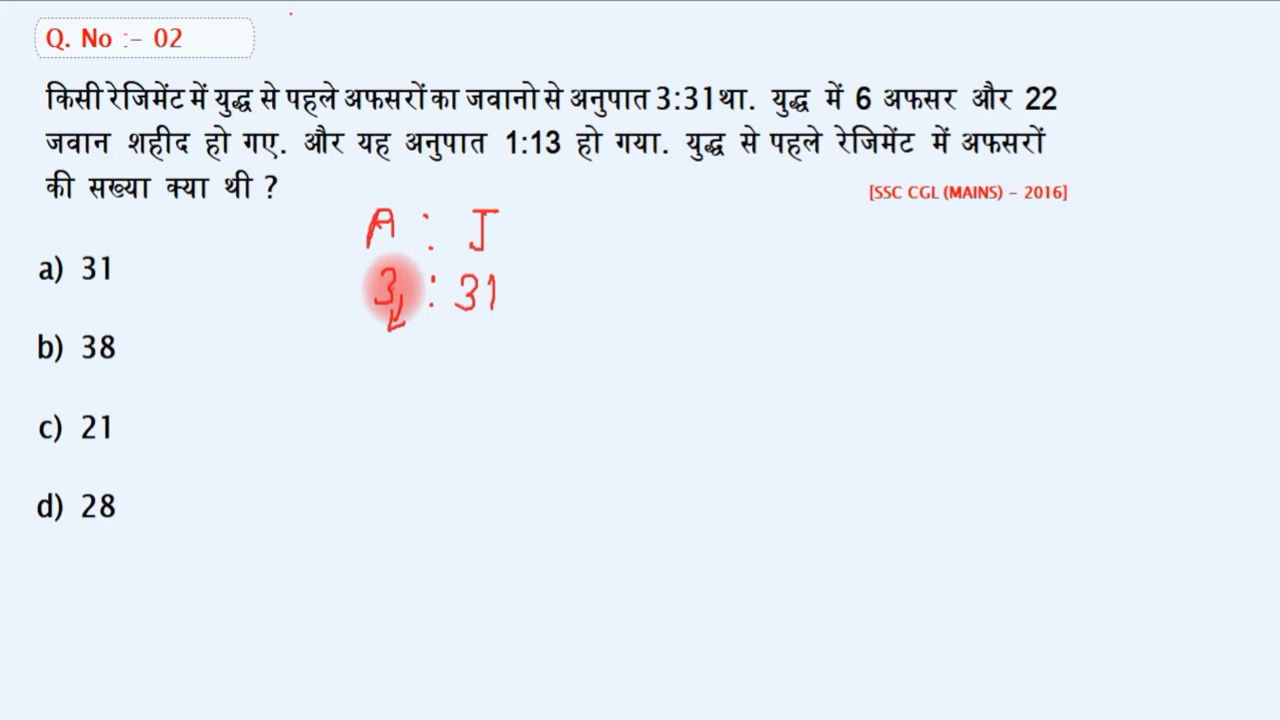 Q. No :- 02
किसी रेजिमेंट में युद्ध से पहले अफसरों का जवानो से अनुपात 3:31 था. युद्ध में 6 अफसर और 22
जवान शहीद हो गए. और यह अनुपात 1:13 हो गया. युद्ध से पहले रेजिमेंट में अफसरों
की सख्या क्या थी ?
[SSC CGL (MAINS) - 2016]
A : J
3 : 31
a) 31
b) 38
c) 21
d) 28